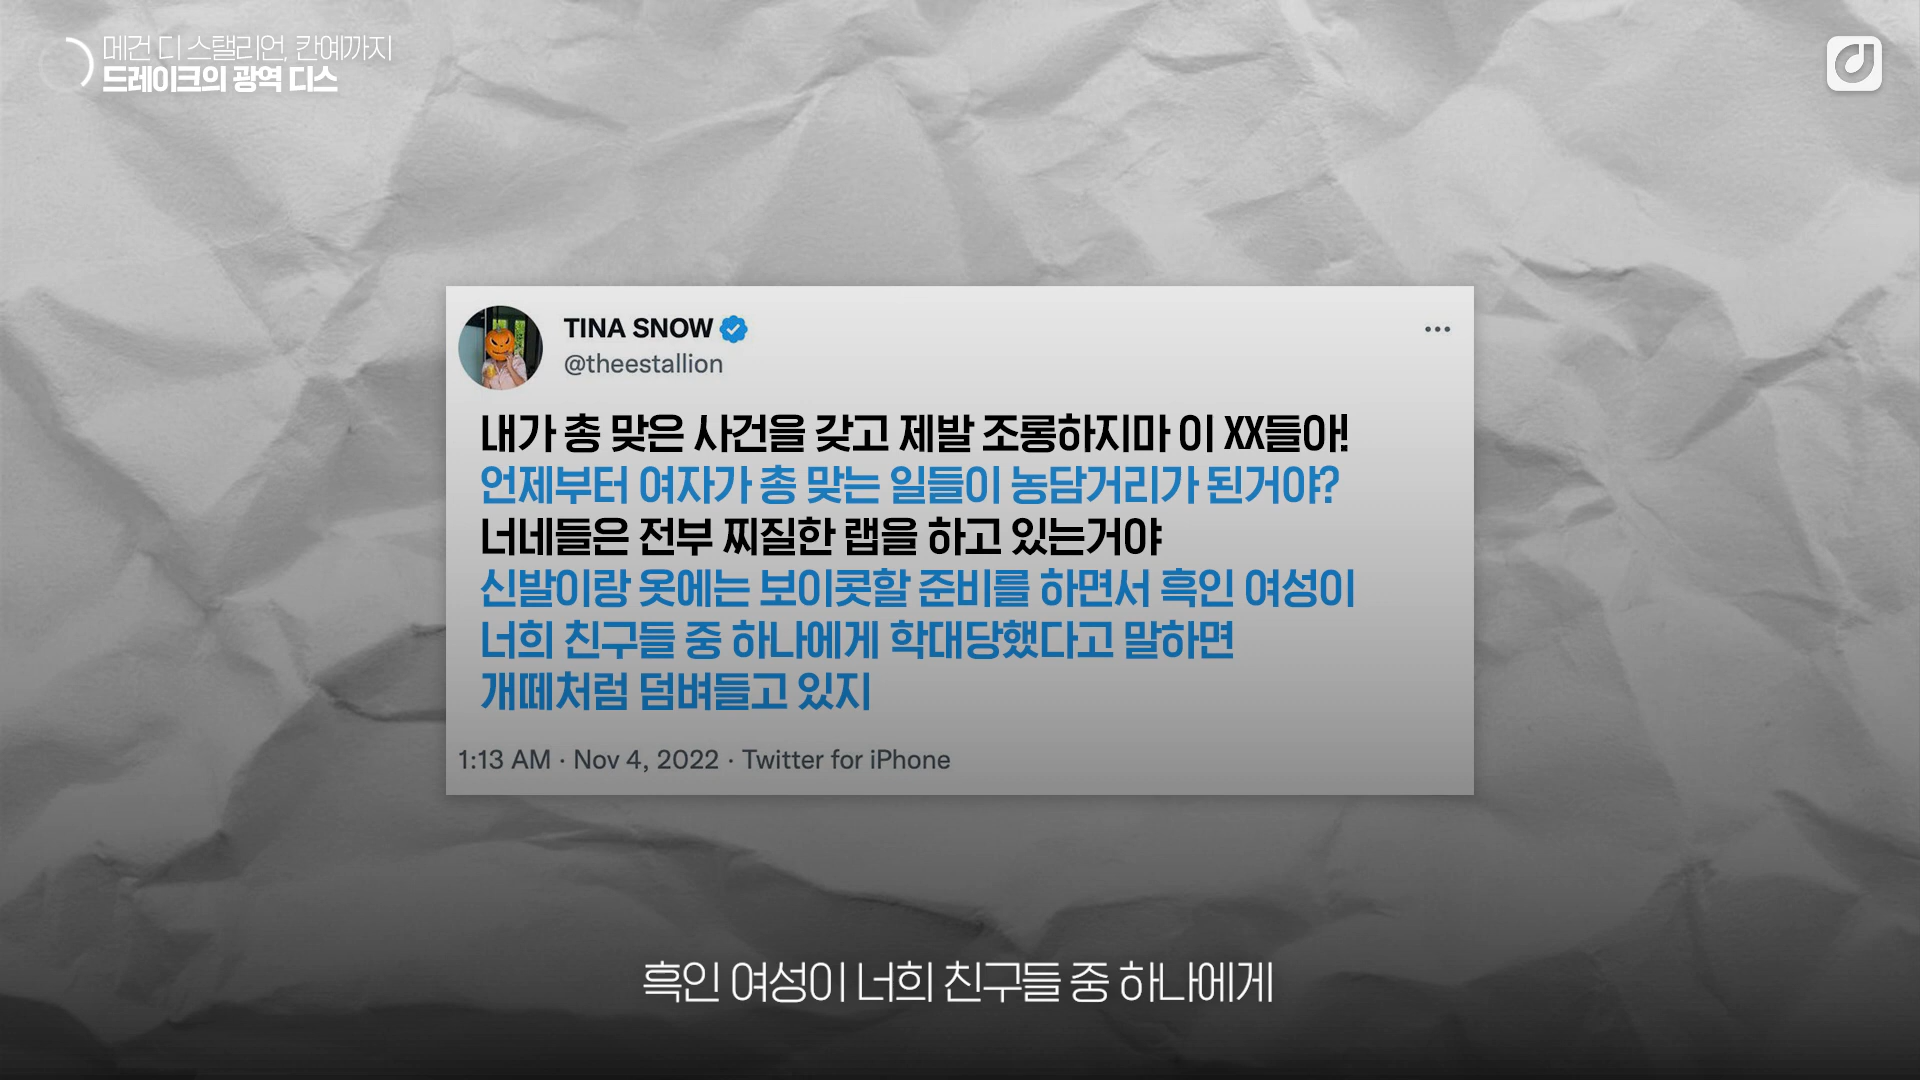 메건 디 스탤리언, 칸예까지
드레이크의 광역 디스
TINA SNOW
@theestallion
내가 총 맞은 사건을 갖고 제발 조롱하지마 이 XX들아!
언제부터 여자가 총 맞는 일들이 농담거리가 된거야?
너네들은 전부 찌질한 랩을 하고 있는거야
신발이랑 옷에는 보이콧할 준비를 하면서 흑인 여성이
너희 친구들 중 하나에게 학대당했다고 말하면
개떼처럼 덤벼들고 있지
1:13 AM · Nov 4, 2022 · Twitter for iPhone
흑인 여성이 너희 친구들 중 하나에게